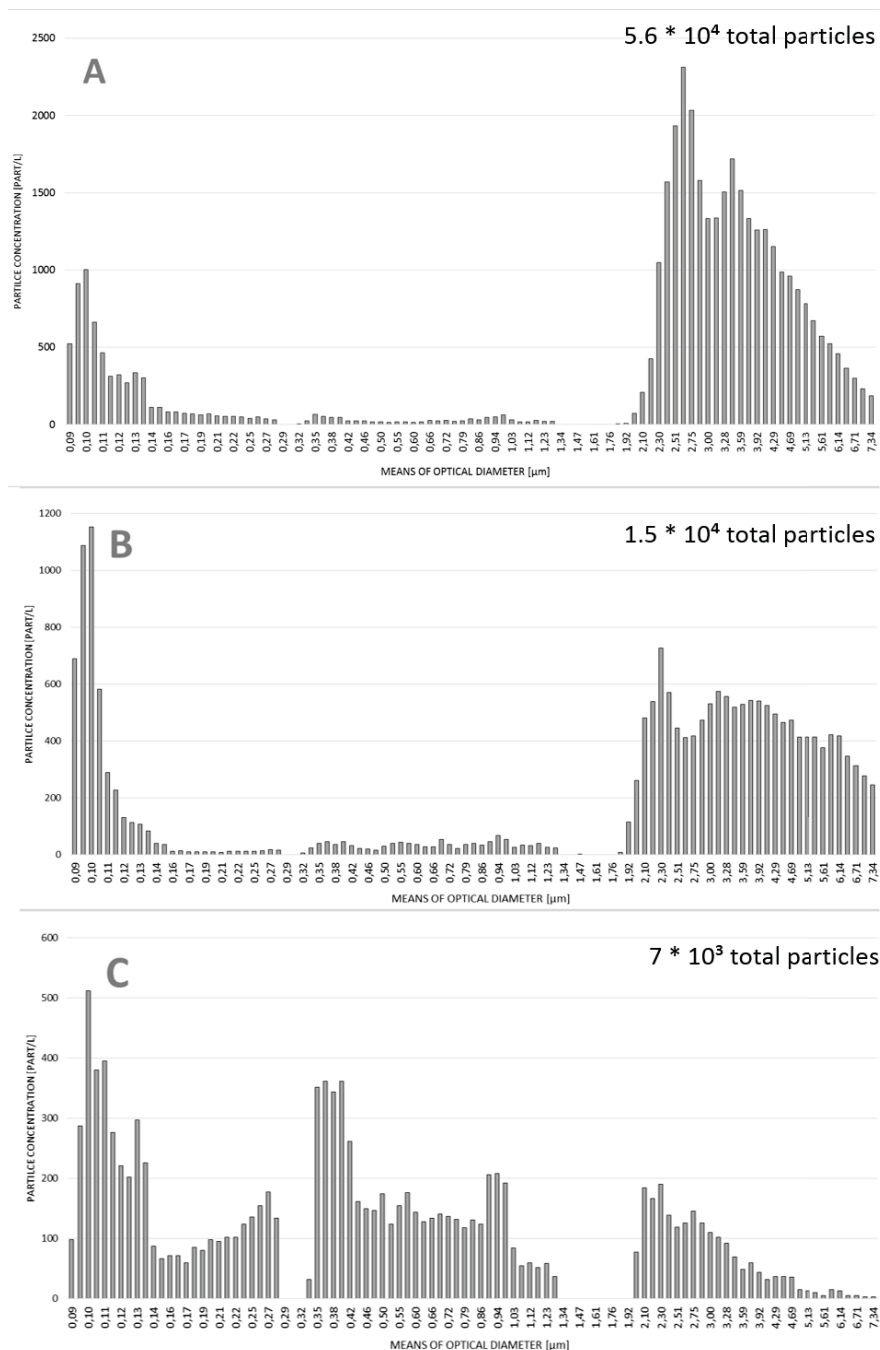 5.6 * 10⁴ total particles
A
PARTILCE CONCENTRATION [PART/L]
2500
2000
1500
1000
500
0
0,09 0,10 0,11 0,12 0,13 0,14 0,16 0,17 0,19 0,21 0,22 0,25 0,27 0,29 0,32 0,35 0,38 0,42 0,46 0,50 0,55 0,60 0,66 0,72 0,79 0,86 0,94 1,03 1,12 1,23 1,34 1,47 1,61 1,76 1,92 2,10 2,30 2,51 2,75 3,00 3,28 3,59 3,92 4,29 4,69 5,13 5,61 6,14 6,71 7,34
MEANS OF OPTICAL DIAMETER [µm]
1.5 * 10⁴ total particles
B
PARTILCE CONCENTRATION [PART/L]
1200
1000
800
600
400
200
0
0,09 0,10 0,11 0,12 0,13 0,14 0,16 0,17 0,19 0,21 0,22 0,25 0,27 0,29 0,32 0,35 0,38 0,42 0,46 0,50 0,55 0,60 0,66 0,72 0,79 0,86 0,94 1,03 1,12 1,23 1,34 1,47 1,61 1,76 1,92 2,10 2,30 2,51 2,75 3,00 3,28 3,59 3,92 4,29 4,69 5,13 5,61 6,14 6,71 7,34
MEANS OF OPTICAL DIAMETER [µm]
7 * 10³ total particles
C
PARTILCE CONCENTRATION [PART/L]
600
500
400
300
200
100
0
0,09 0,10 0,11 0,12 0,13 0,14 0,16 0,17 0,19 0,21 0,22 0,25 0,27 0,29 0,32 0,35 0,38 0,42 0,46 0,50 0,55 0,60 0,66 0,72 0,79 0,86 0,94 1,03 1,12 1,23 1,34 1,47 1,61 1,76 1,92 2,10 2,30 2,51 2,75 3,00 3,28 3,59 3,92 4,29 4,69 5,13 5,61 6,14 6,71 7,34
MEANS OF OPTICAL DIAMETER [µm]